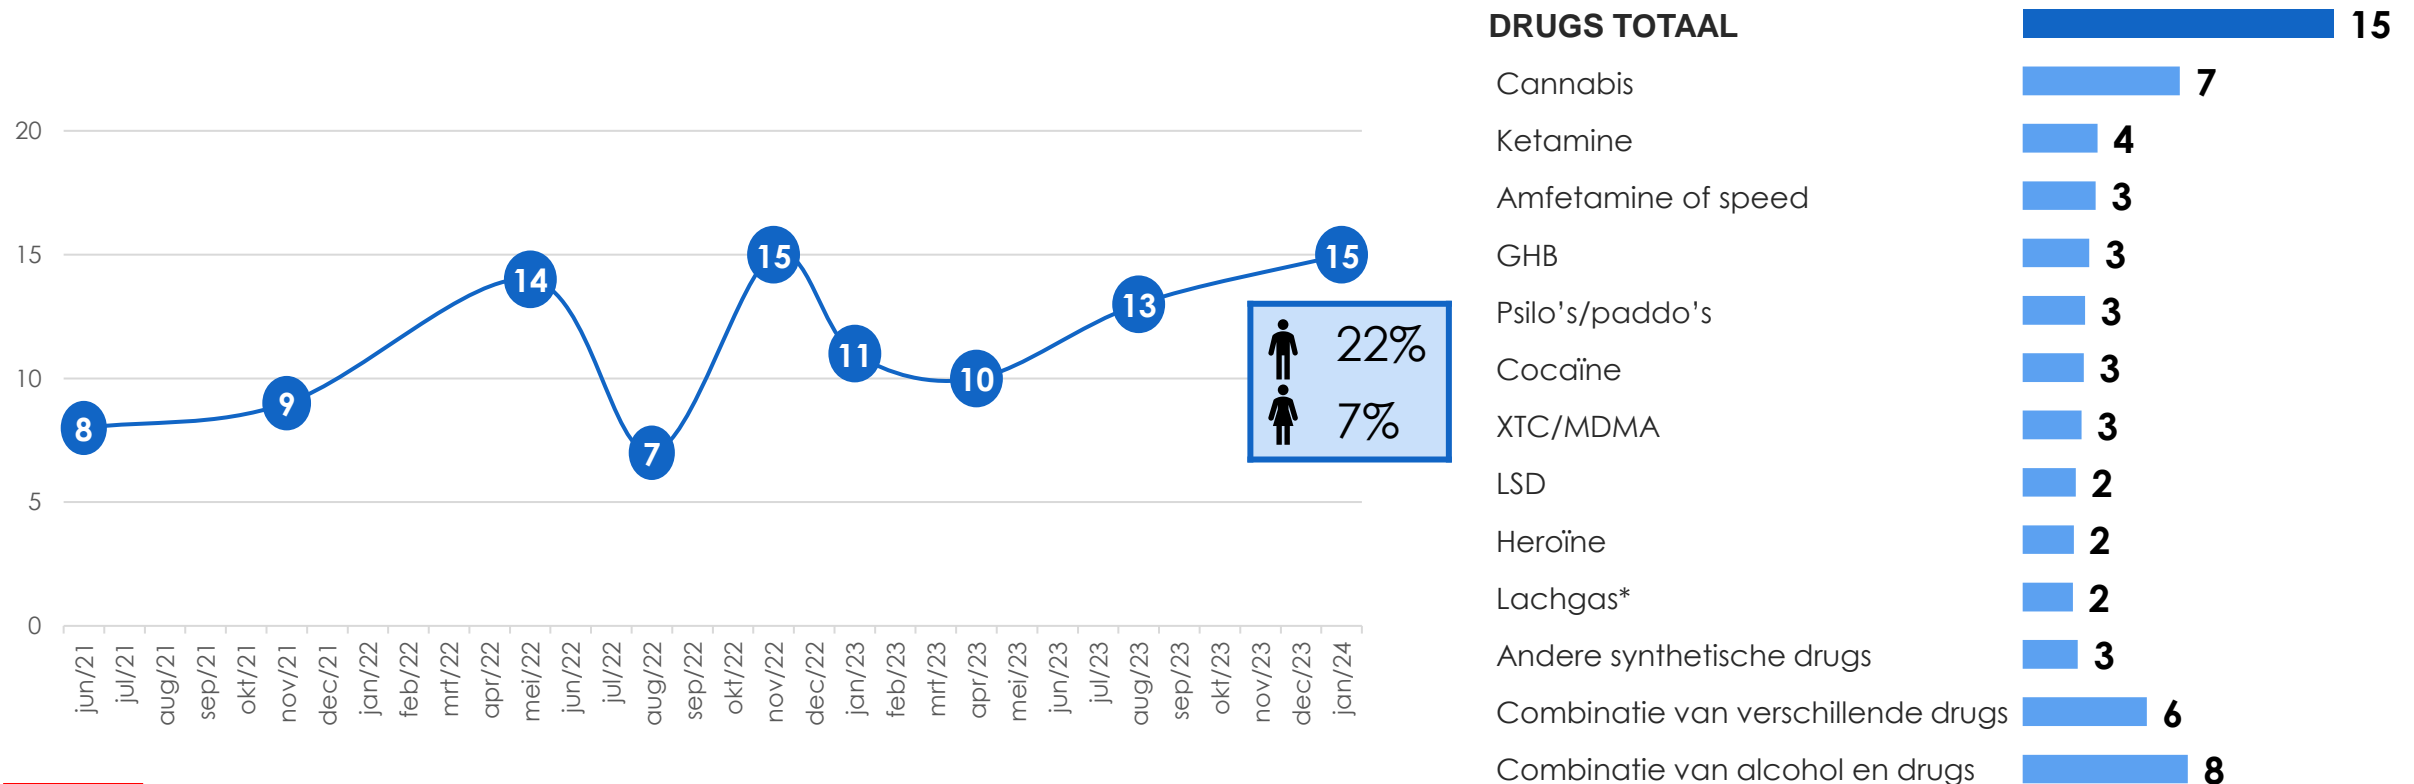 20
15
10
5
0
8
9
14
7
15
11
10
13
15
22%
7%
jun/21
jul/21
aug/21
sep/21
okt/21
nov/21
dec/21
jan/22
feb/22
mrt/22
apr/22
mei/22
jun/22
jul/22
aug/22
sep/22
okt/22
nov/22
dec/22
jan/23
feb/23
mrt/23
apr/23
mei/23
jun/23
jul/23
aug/23
sep/23
okt/23
nov/23
dec/23
jan/24
DRUGS TOTAAL 15
Cannabis 7
Ketamine 4
Amfetamine of speed 3
GHB 3
Psilo’s/paddo’s 3
Cocaïne 3
XTC/MDMA 3
LSD 2
Heroïne 2
Lachgas* 2
Andere synthetische drugs 3
Combinatie van verschillende drugs 6
Combinatie van alcohol en drugs 8